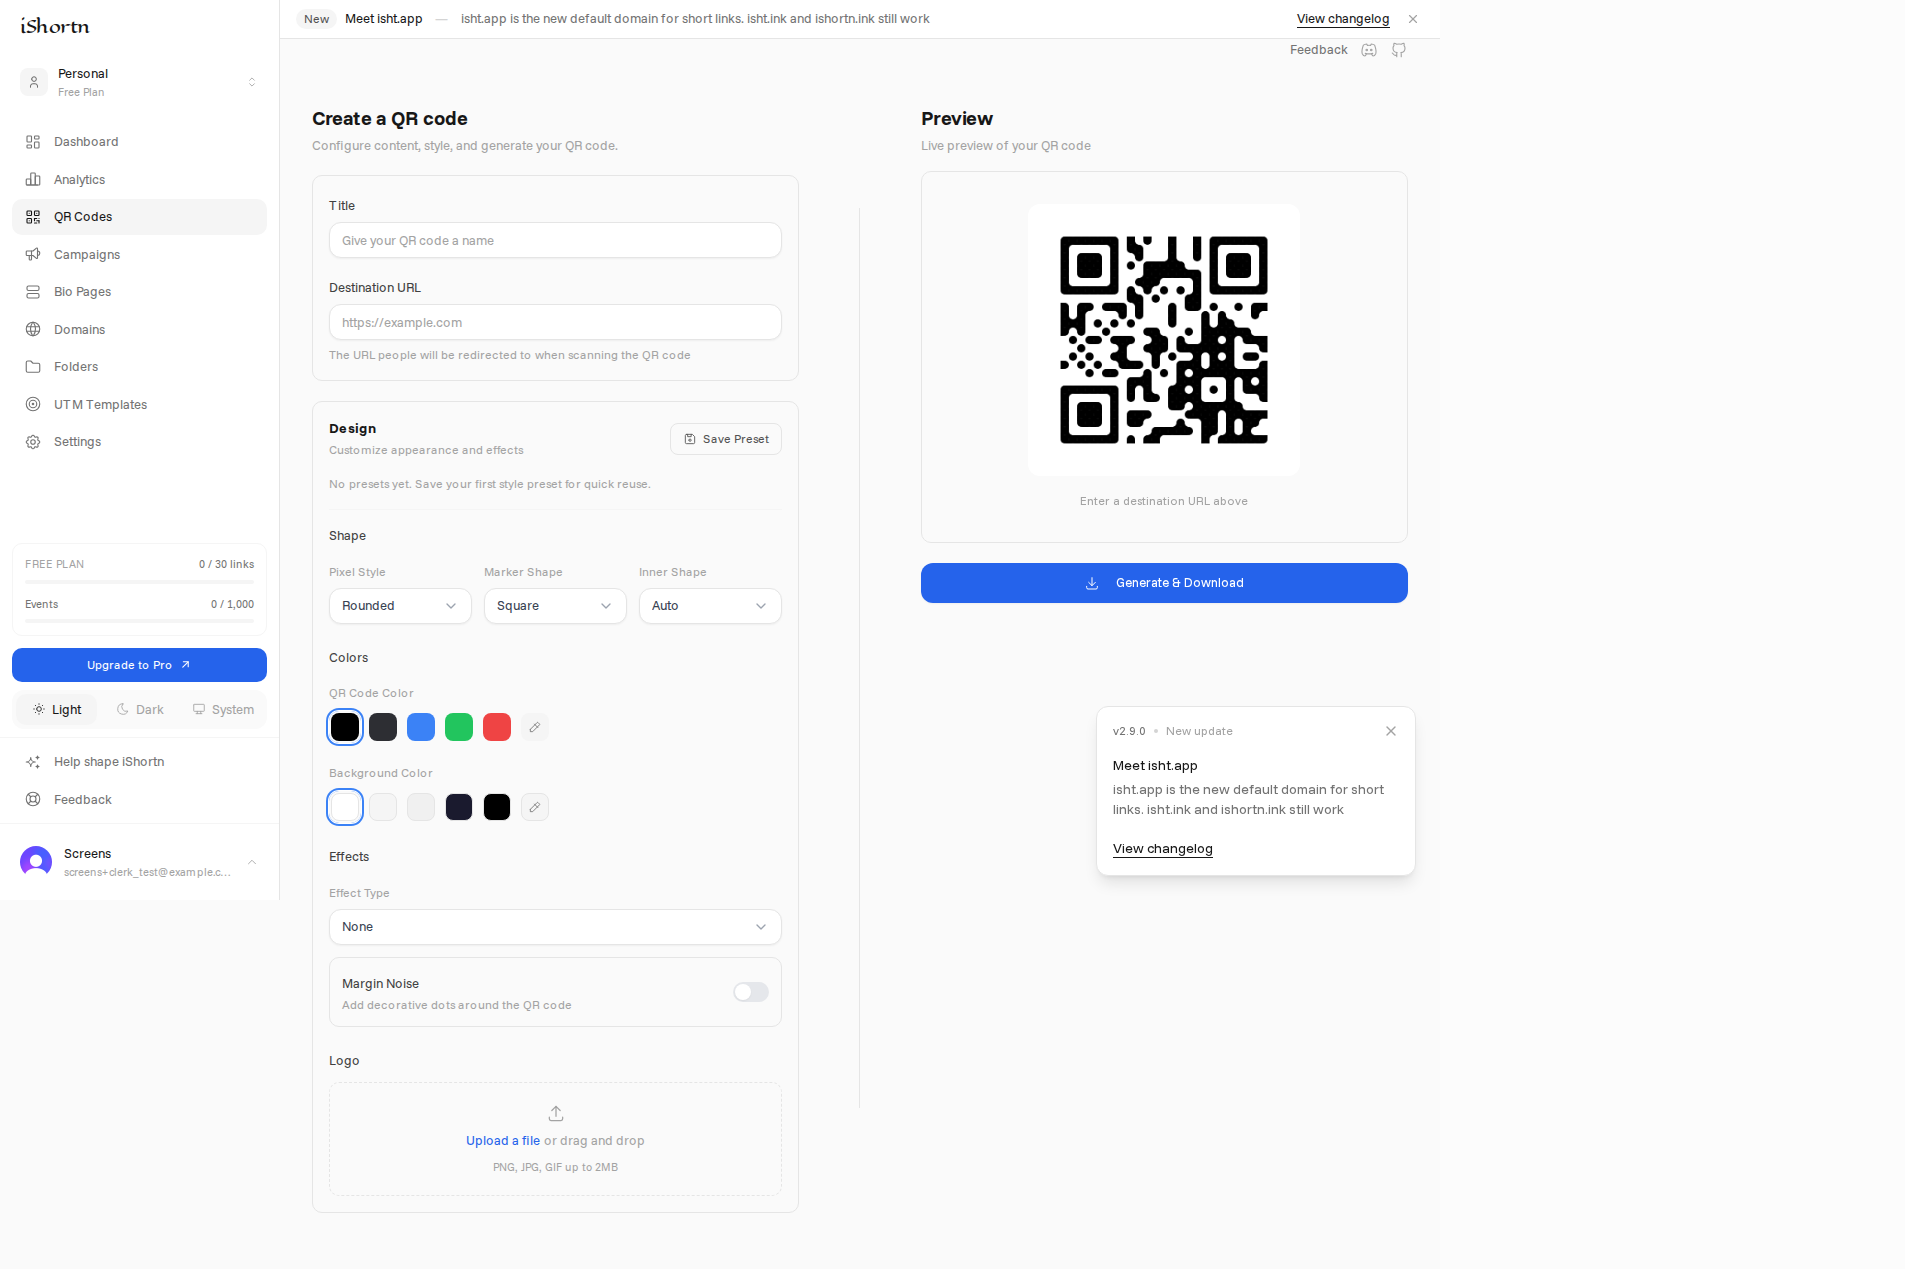 iShortn
Personal
Free Plan
Dashboard
Analytics
QR Codes
Campaigns
Bio Pages
Domains
Folders
UTM Templates
Settings
FREE PLAN 0 / 30 links
Events 0 / 1,000
Upgrade to Pro
Light Dark System
Help shape iShortn
Feedback
Screens
screens+clerk_test@example.c...
New Meet isht.app — isht.app is the new default domain for short links. isht.ink and ishortn.ink still work View changelog
Feedback
Create a QR code
Configure content, style, and generate your QR code.
Title
Give your QR code a name
Destination URL
https://example.com
The URL people will be redirected to when scanning the QR code
Design
Customize appearance and effects
Save Preset
No presets yet. Save your first style preset for quick reuse.
Shape
Pixel Style Marker Shape Inner Shape
Rounded Square Auto
Colors
QR Code Color
Background Color
Effects
Effect Type
None
Margin Noise
Add decorative dots around the QR code
Logo
Upload a file or drag and drop
PNG, JPG, GIF up to 2MB
Preview
Live preview of your QR code
Enter a destination URL above
Generate & Download
v2.9.0 • New update
Meet isht.app
isht.app is the new default domain for short
links. isht.ink and ishortn.ink still work
View changelog